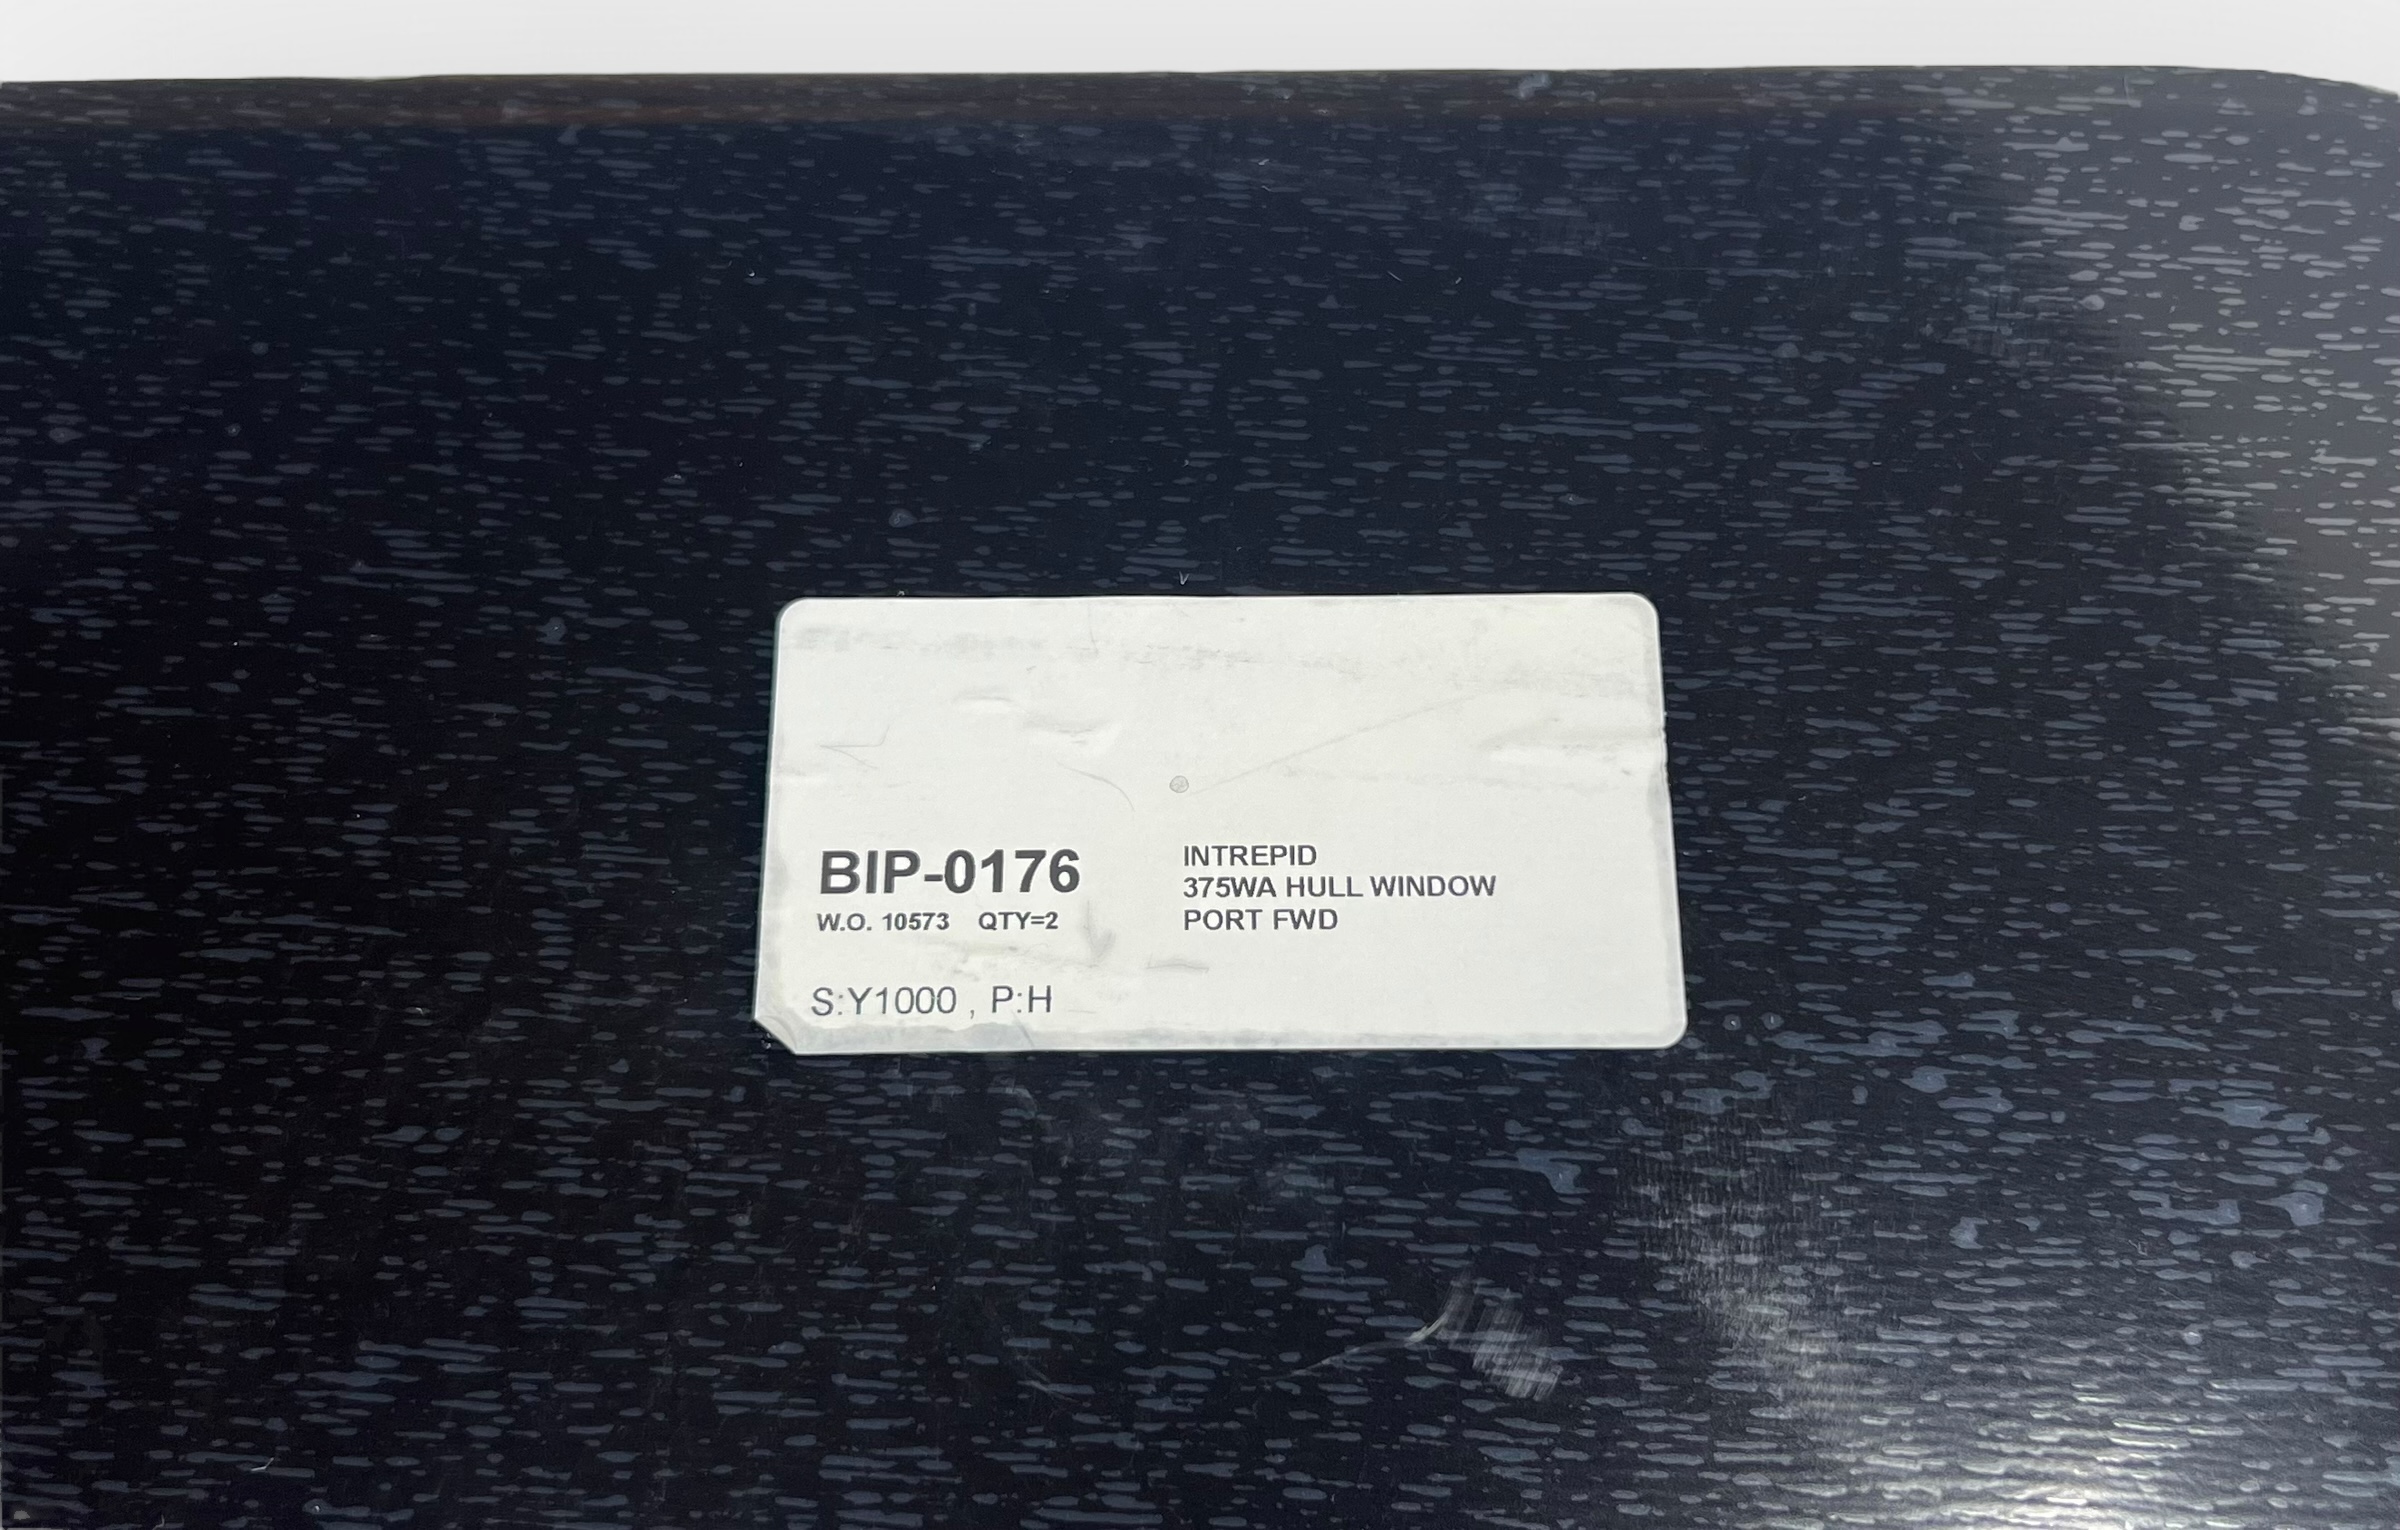 BIP-0176
W.O. 10573 QTY=2
S:Y1000 , P:H
INTREPID
375WA HULL WINDOW
PORT FWD